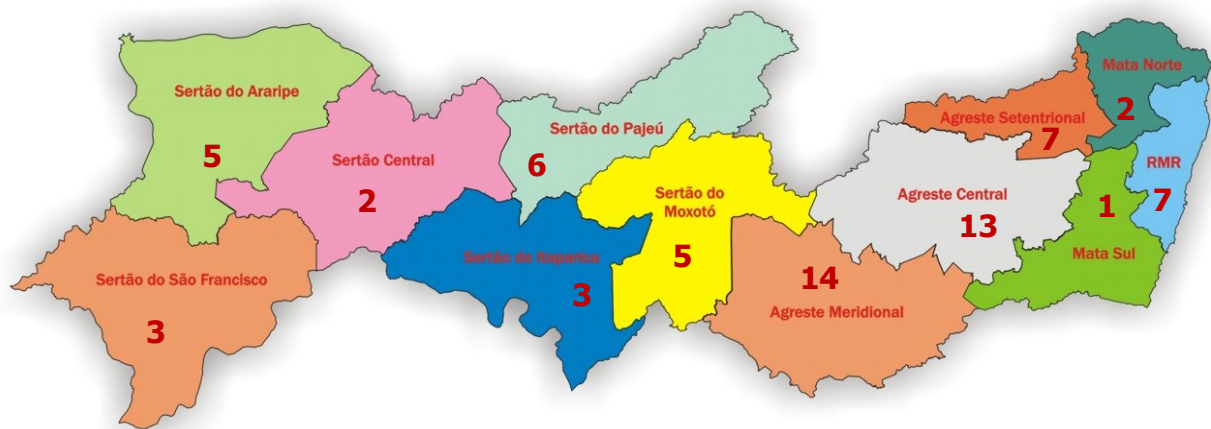 Sertão do Araripe
5
Sertão Central
2
Sertão do São Francisco
3
Sertão do Pajeú
6
Sertão do Itaparica
3
Sertão do
Moxotó
5
Agreste Meridional
14
Agreste Central
13
Agreste Setentrional
7
Mata Norte
2
RMR
7
Mata Sul
1